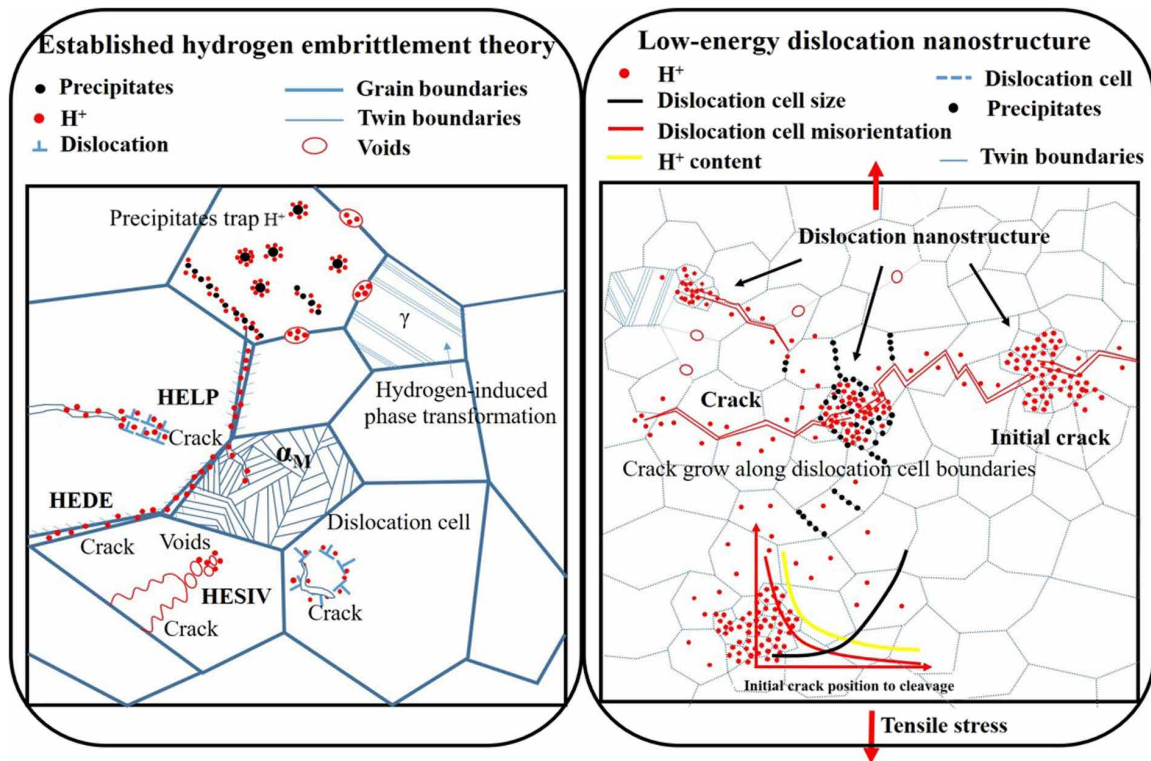 Established hydrogen embrittlement theory
Precipitates
H+
Dislocation
Grain boundaries
Twin boundaries
Voids
Precipitates trap H+
γ
Hydrogen-induced
phase transformation
HELP
Crack
αM
HEDE
Crack
Dislocation cell
Voids
HESIV
Crack
Crack
Low-energy dislocation nanostructure
H+
Dislocation cell size
Dislocation cell misorientation
H+ content
Dislocation cell
Precipitates
Twin boundaries
Dislocation nanostructure
Crack
Initial crack
Crack grow along dislocation cell boundaries
Initial crack position to cleavage
Tensile stress